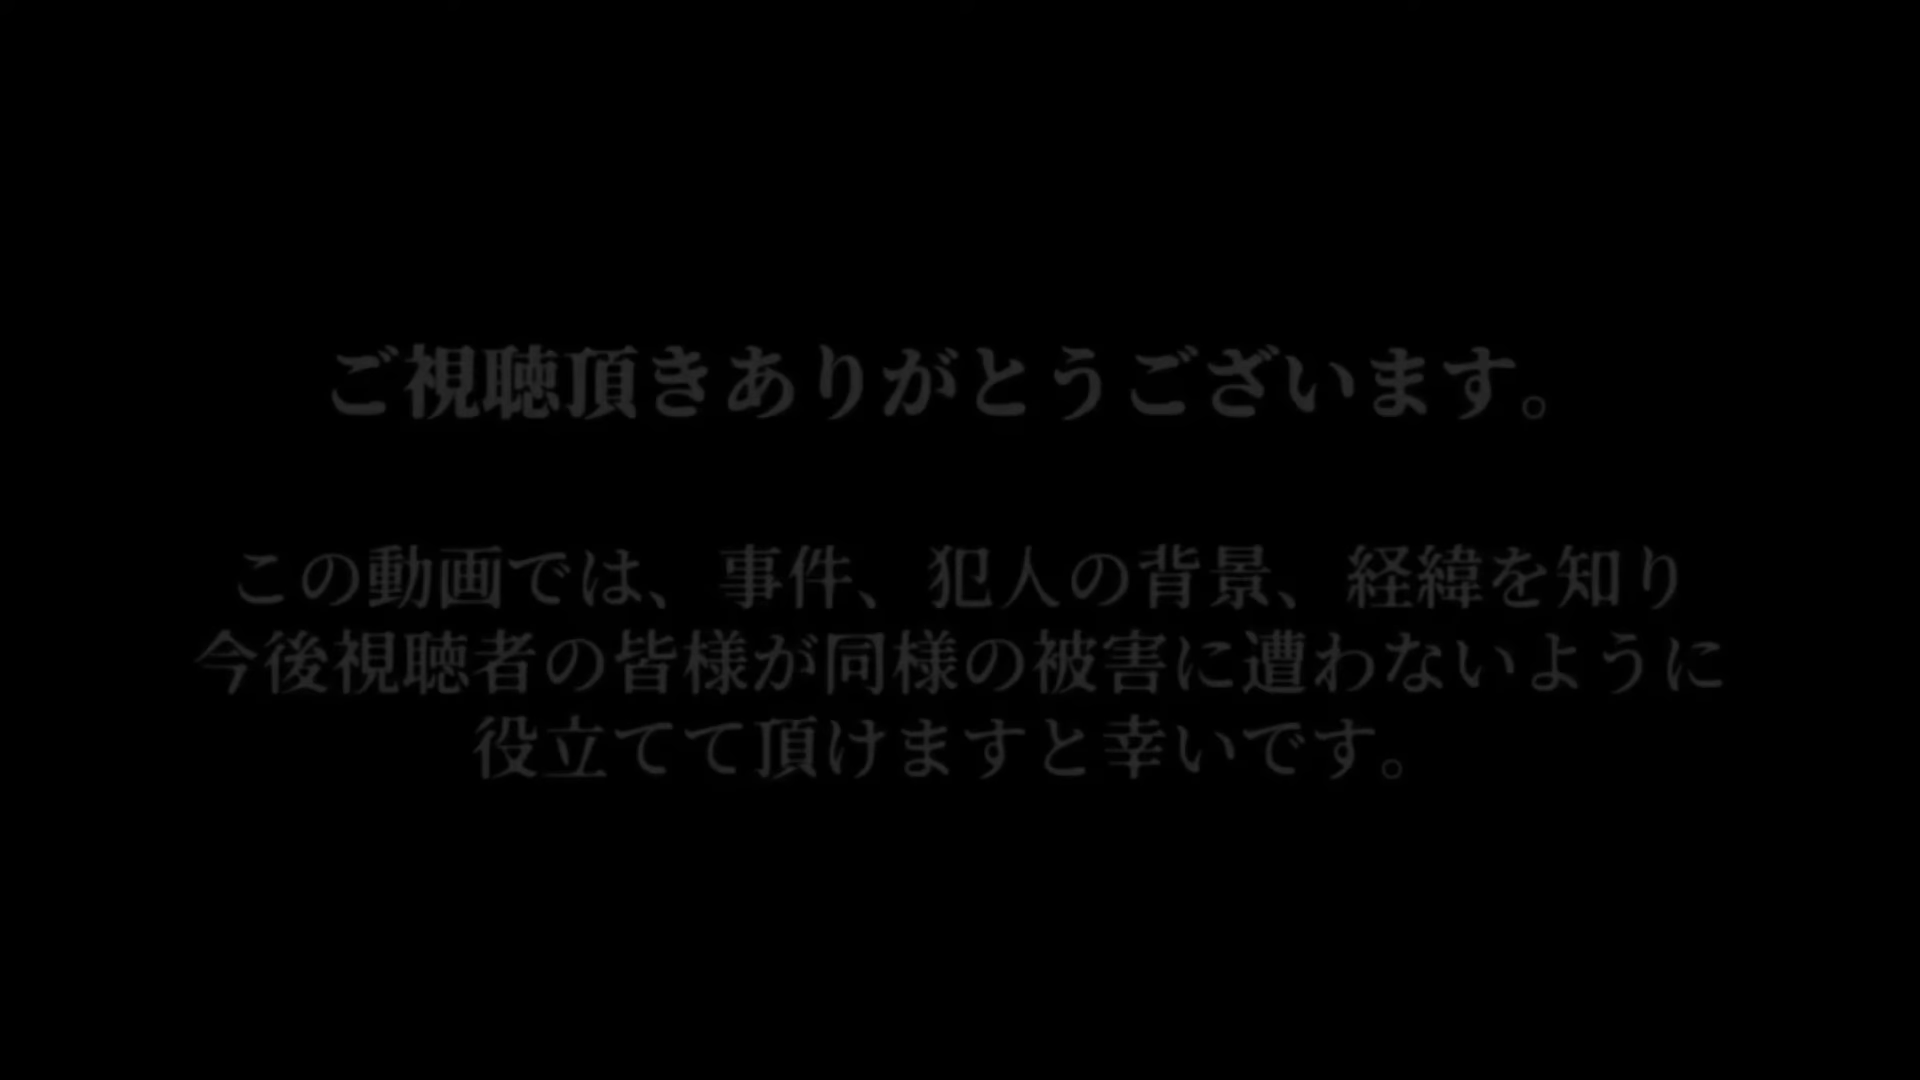 ご視聴頂きありがとうございます。
この動画では、事件、犯人の背景、経緯を知り
今後視聴者の皆様が同様の被害に遭わないように
役立てて頂けますと幸いです。